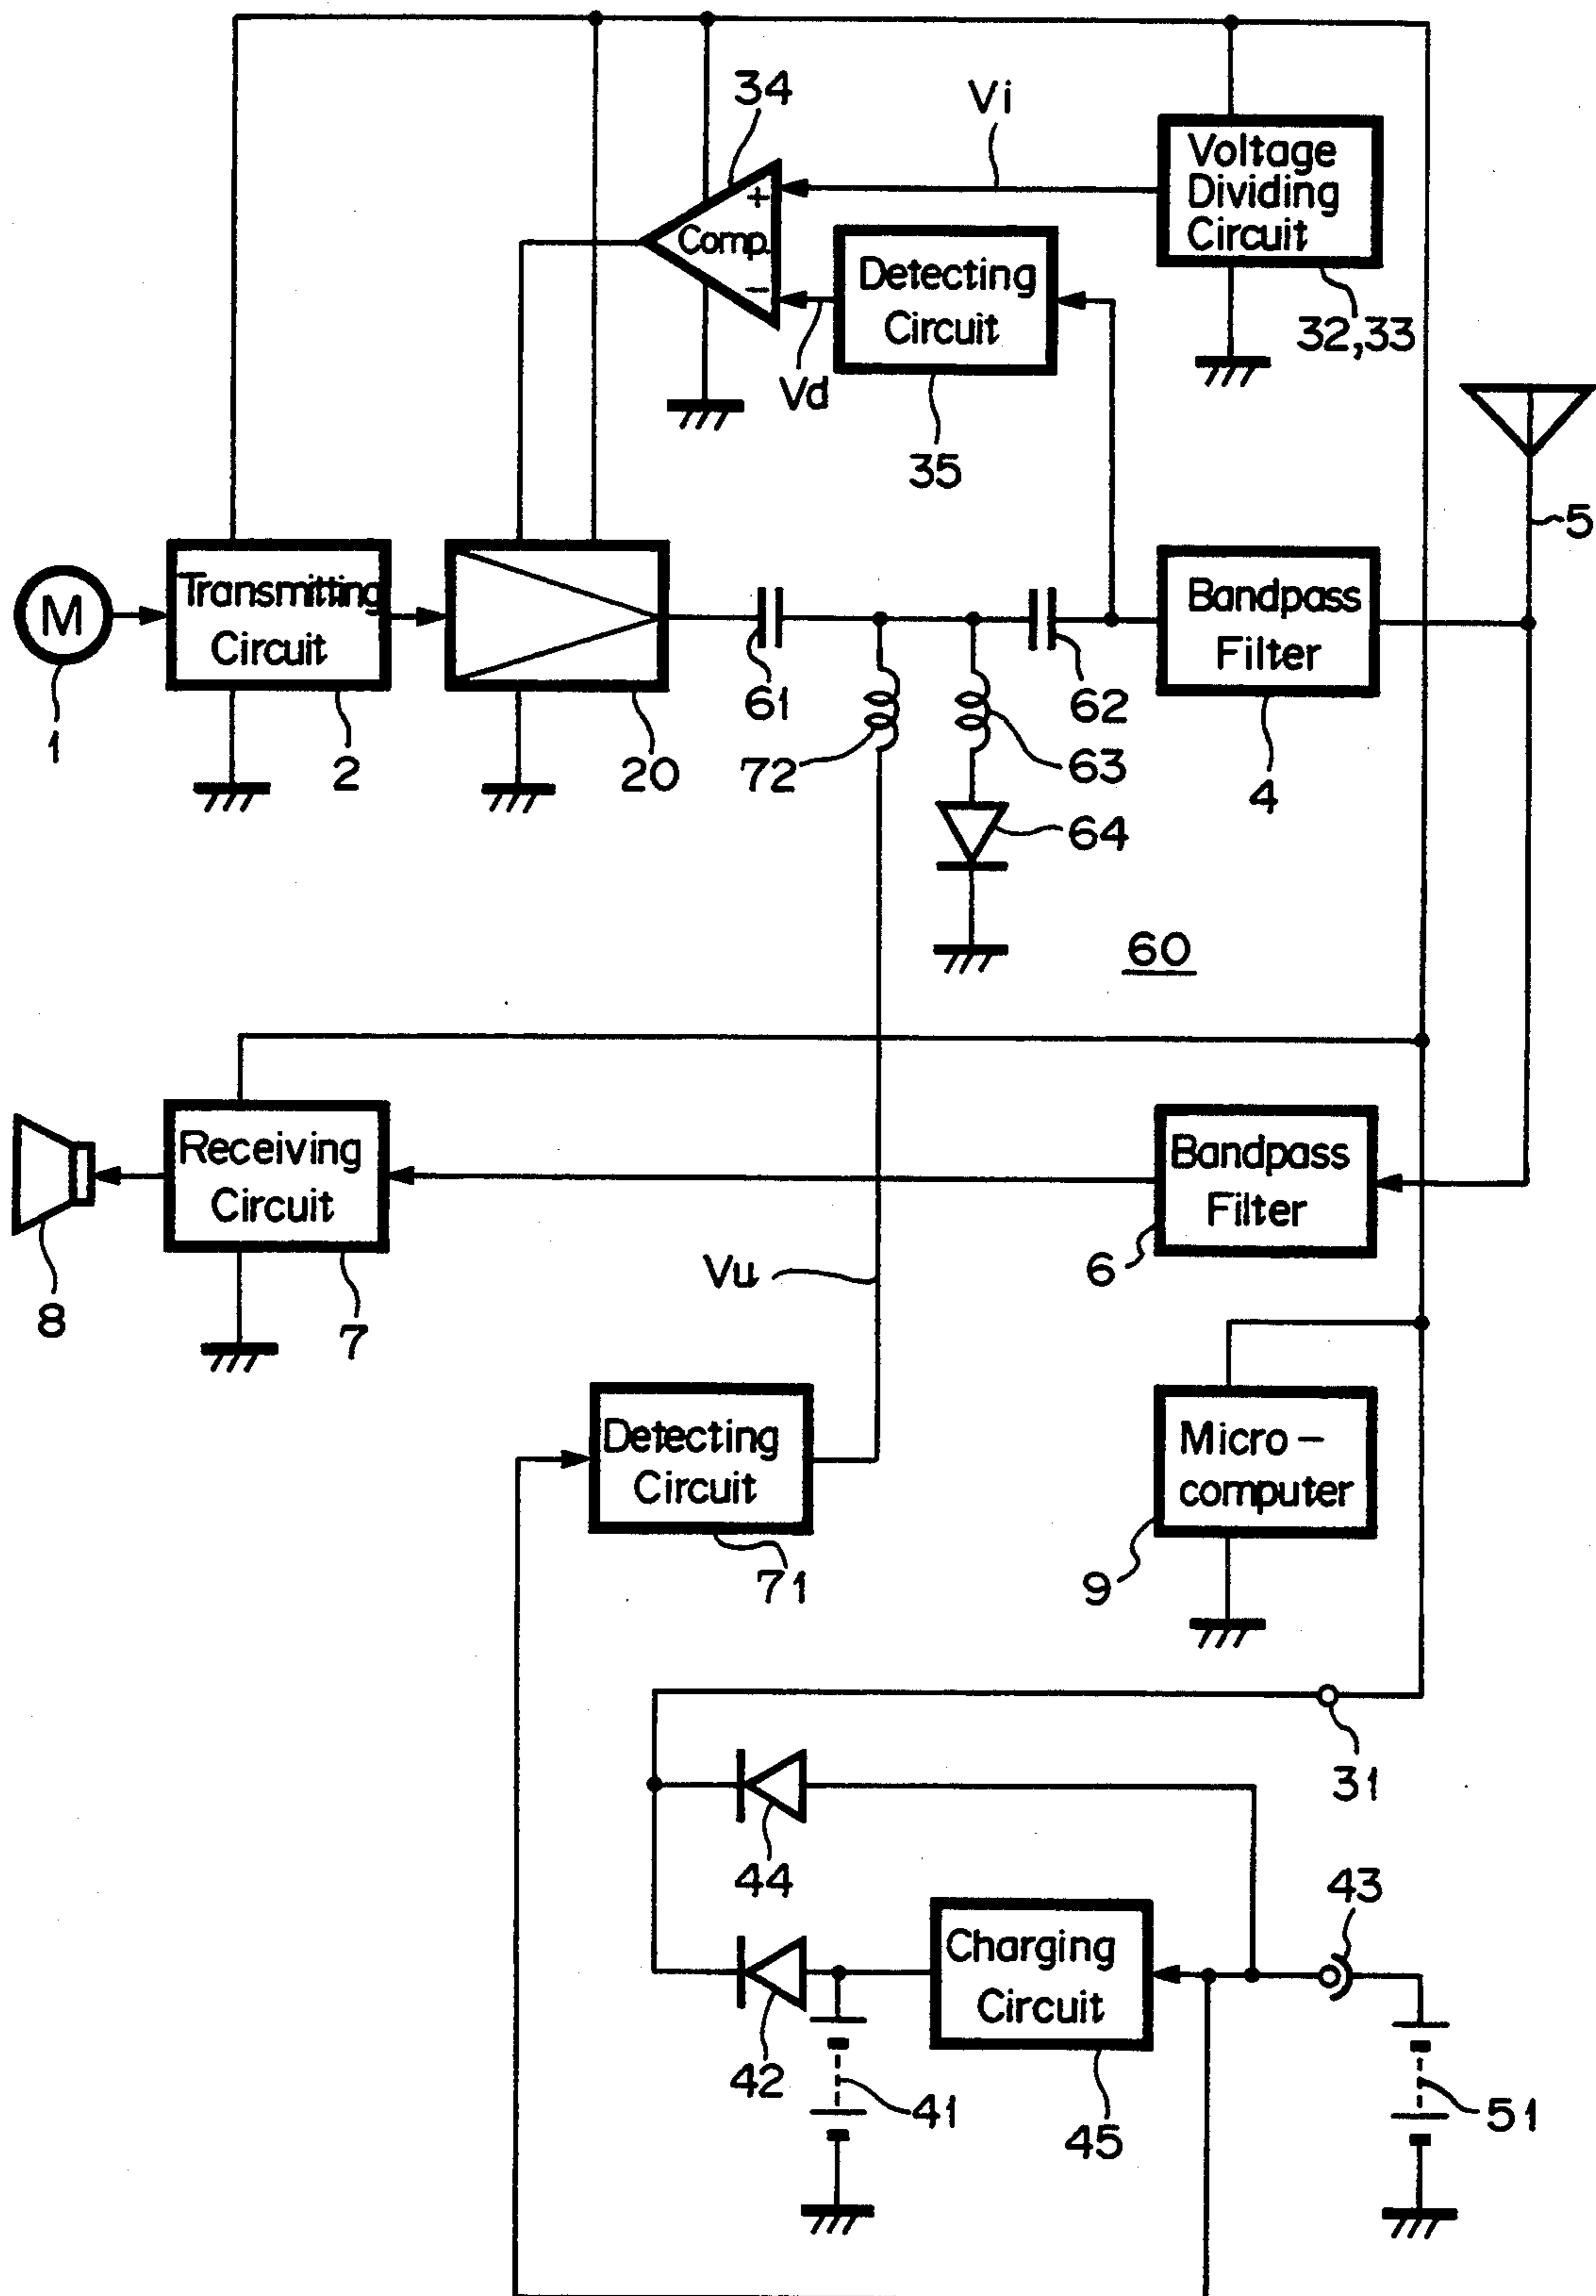 34
Vi
Voltage
Dividing
Circuit
+
Comp.
−
Detecting
Circuit
32,33
Vd
35
5
M
Transmitting
Circuit
Bandpass
Filter
61
62
1
2
20
72
63
4
64
60
Receiving
Circuit
Bandpass
Filter
Vu
6
8
7
Detecting
Circuit
Micro-
computer
71
9
31
44
43
Charging
Circuit
42
41
45
51